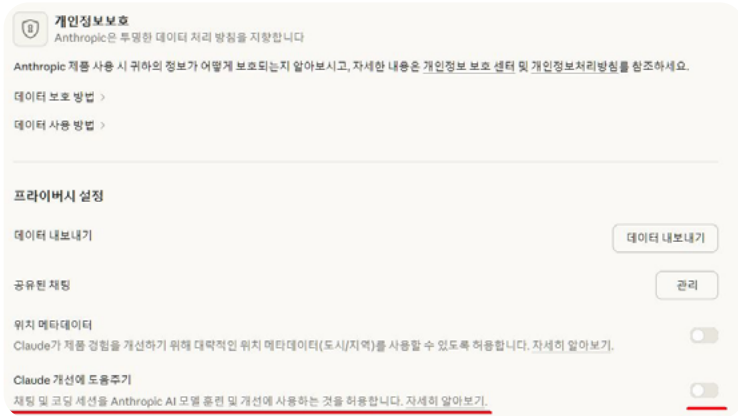 개인정보보호
Anthropic은 투명한 데이터 처리 방침을 지향합니다
Anthropic 제품 사용 시 귀하의 정보가 어떻게 보호되는지 알아보시고, 자세한 내용은 개인정보 보호 센터 및 개인정보처리방침를 참조하세요.
데이터 보호 방법 >
데이터 사용 방법 >
프라이버시 설정
데이터 내보내기
데이터 내보내기
공유된 채팅
관리
위치 메타데이터
Claude가 제품 경험을 개선하기 위해 대략적인 위치 메타데이터(도시/지역)를 사용할 수 있도록 허용합니다. 자세히 알아보기.
Claude 개선에 도움주기
채팅 및 코딩 세션을 Anthropic AI 모델 훈련 및 개선에 사용하는 것을 허용합니다. 자세히 알아보기.